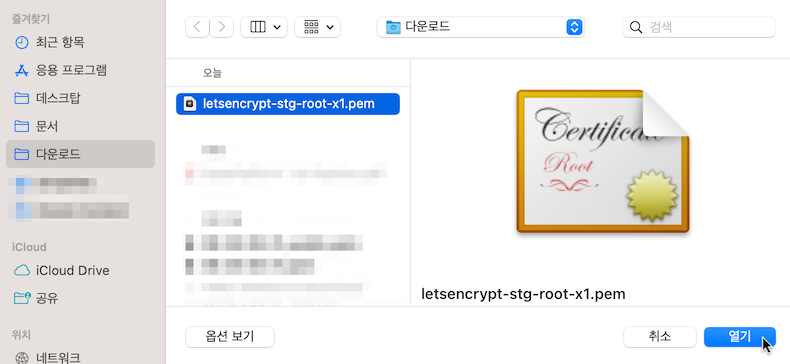 즐겨찾기
최근 항목
응용 프로그램
데스크탑
문서
다운로드
iCloud
iCloud Drive
공유
위치
네트워크
다운로드
검색
오늘
letsencrypt-stg-root-x1.pem
Certificate
Root
letsencrypt-stg-root-x1.pem
옵션 보기
취소
열기